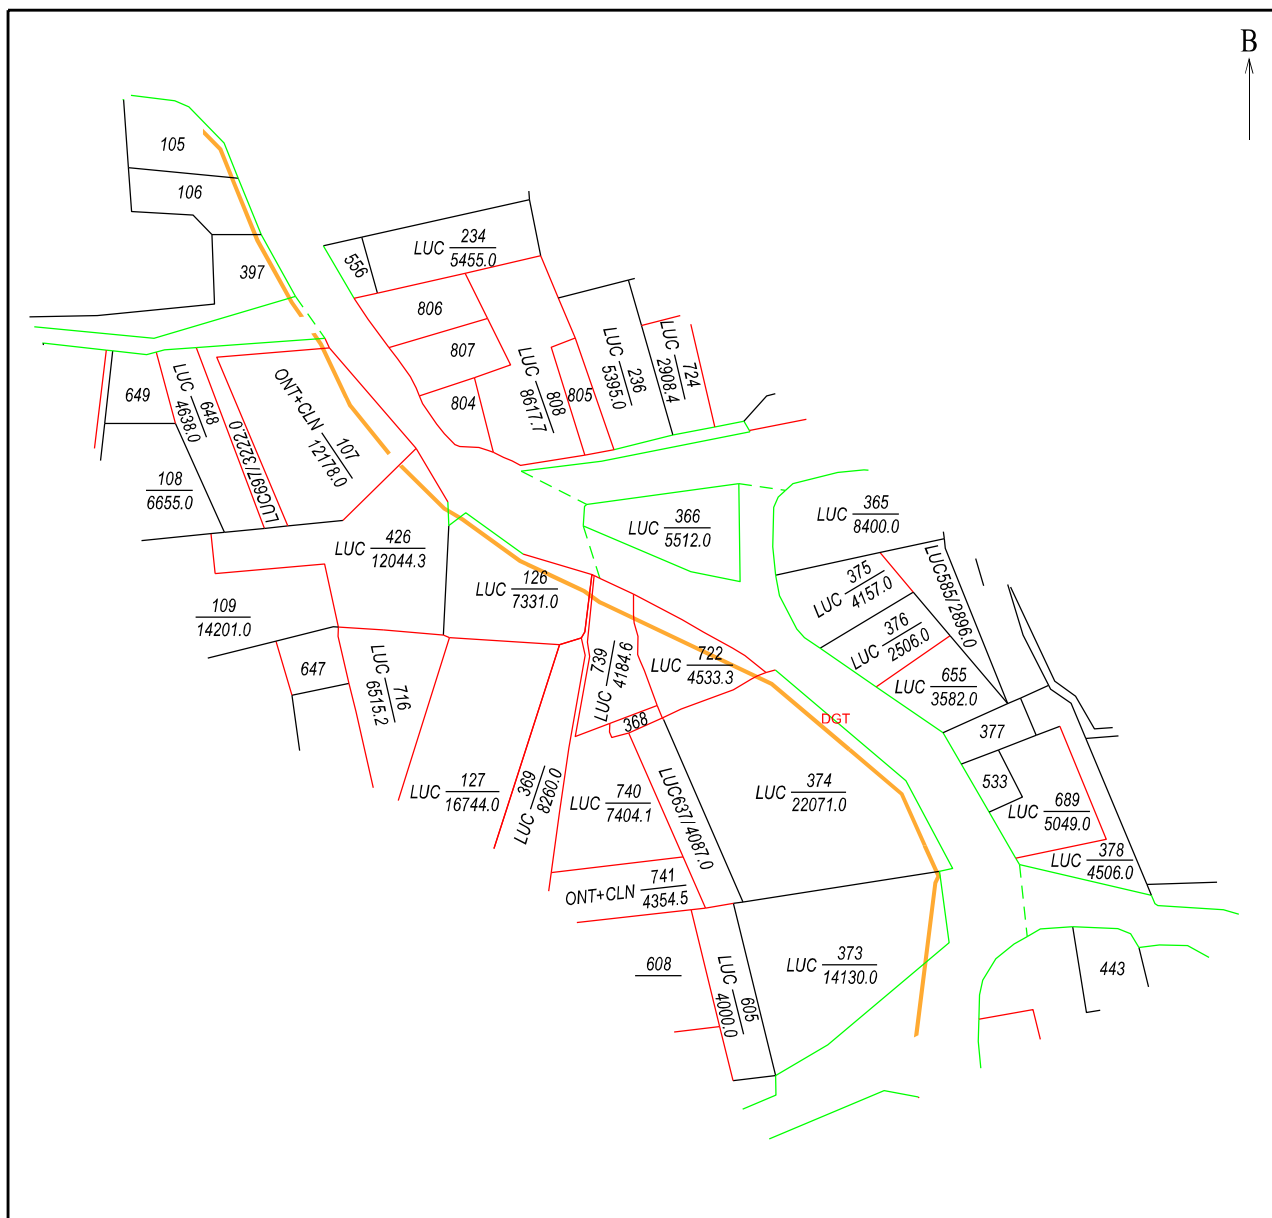 B
105
106
397
556
LUC 234
5455.0
806
807
804
LUC 808
8617.7
805
LUC 236
5395.0
LUC 724
2908.4
649
LUC 648
4638.0
LUC697/3222.0
ONT+CLN 107
12178.0
108
6655.0
LUC 426
12044.3
LUC 366
5512.0
LUC 365
8400.0
LUC 375
4157.0
LUC585/2896.0
LUC 376
2506.0
LUC 126
7331.0
109
14201.0
647
LUC 716
6515.2
LUC 739
4184.6
LUC 722
4533.3
LUC 655
3582.0
368
DGT
377
LUC 127
16744.0
LUC 369
8260.0
LUC 740
7404.1
LUC637/4087.0
LUC 374
22071.0
533
LUC 689
5049.0
LUC 378
4506.0
ONT+CLN 741
4354.5
608
LUC 605
4000.0
LUC 373
14130.0
443